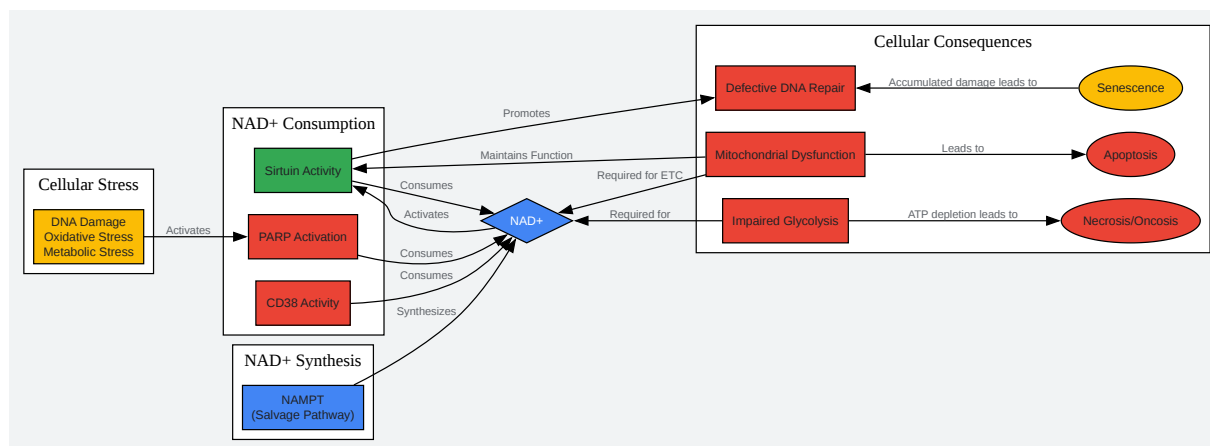 Cellular Stress
DNA Damage
Oxidative Stress
Metabolic Stress
Activates
NAD+ Consumption
Sirtuin Activity
PARP Activation
CD38 Activity
NAD+ Synthesis
NAMPT
(Salvage Pathway)
Promotes
Maintains Function
Consumes
Activates
Consumes
Consumes
Synthesizes
NAD+
Required for ETC
Required for
Cellular Consequences
Defective DNA Repair
Accumulated damage leads to
Senescence
Mitochondrial Dysfunction
Leads to
Apoptosis
Impaired Glycolysis
ATP depletion leads to
Necrosis/Oncosis